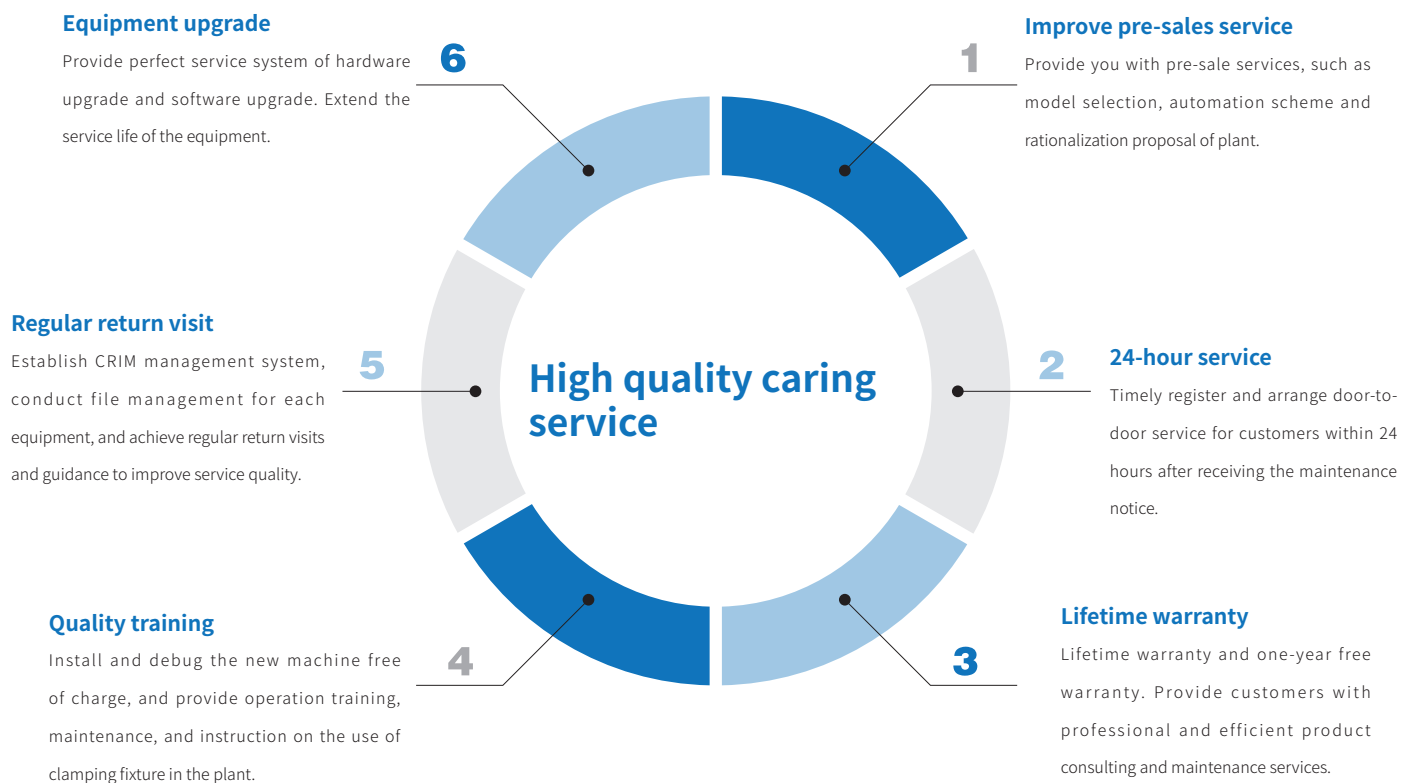 Equipment upgrade
Provide perfect service system of hardware
upgrade and software upgrade. Extend the
service life of the equipment.
6
1
Improve pre-sales service
Provide you with pre-sale services, such as
model selection, automation scheme and
rationalization proposal of plant.
Regular return visit
Establish CRIM management system,
conduct file management for each
equipment, and achieve regular return visits
and guidance to improve service quality.
5
High quality caring
service
2
24-hour service
Timely register and arrange door-to-
door service for customers within 24
hours after receiving the maintenance
notice.
Quality training
Install and debug the new machine free
of charge, and provide operation training,
maintenance, and instruction on the use of
clamping fixture in the plant.
4
3
Lifetime warranty
Lifetime warranty and one-year free
warranty. Provide customers with
professional and efficient product
consulting and maintenance services.